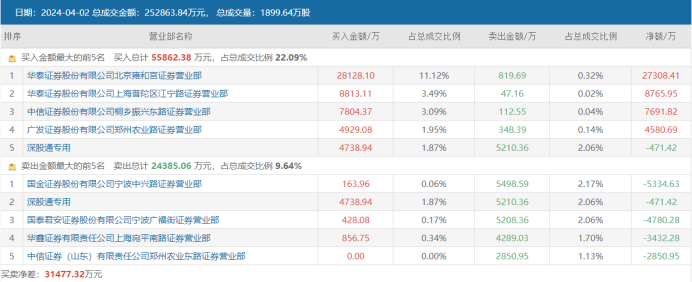 日期：2024-04-02 总成交金额：252863.84万元， 总成交量：1899.64万股
排序 营业部名称 买入金额/万 占总成交比例 卖出金额/万 占总成交比例 净额/万
买入金额最大的前5名 买入总计 55862.38 万元，占总成交比例 22.09%
1 华泰证券股份有限公司北京雍和宫证券营业部 28128.10 11.12% 819.69 0.32% 27308.41
2 华泰证券股份有限公司上海普陀区江宁路证券营业部 8813.11 3.49% 47.16 0.02% 8765.95
3 中信证券股份有限公司桐乡振兴东路证券营业部 7804.37 3.09% 112.55 0.04% 7691.82
4 广发证券股份有限公司郑州农业路证券营业部 4929.08 1.95% 348.39 0.14% 4580.69
5 深股通专用 4738.94 1.87% 5210.36 2.06% -471.42
卖出金额最大的前5名 卖出总计 24385.06 万元，占总成交比例 9.64%
1 国金证券股份有限公司宁波中兴路证券营业部 163.96 0.06% 5498.59 2.17% -5334.63
2 深股通专用 4738.94 1.87% 5210.36 2.06% -471.42
3 国泰君安证券股份有限公司宁波广福街证券营业部 428.08 0.17% 5208.36 2.06% -4780.28
4 华鑫证券有限责任公司上海宛平南路证券营业部 856.75 0.34% 4289.03 1.70% -3432.28
5 中信证券（山东）有限责任公司郑州农业东路证券营业部 0.00 0.00% 2850.95 1.13% -2850.95
买卖净差：31477.32万元